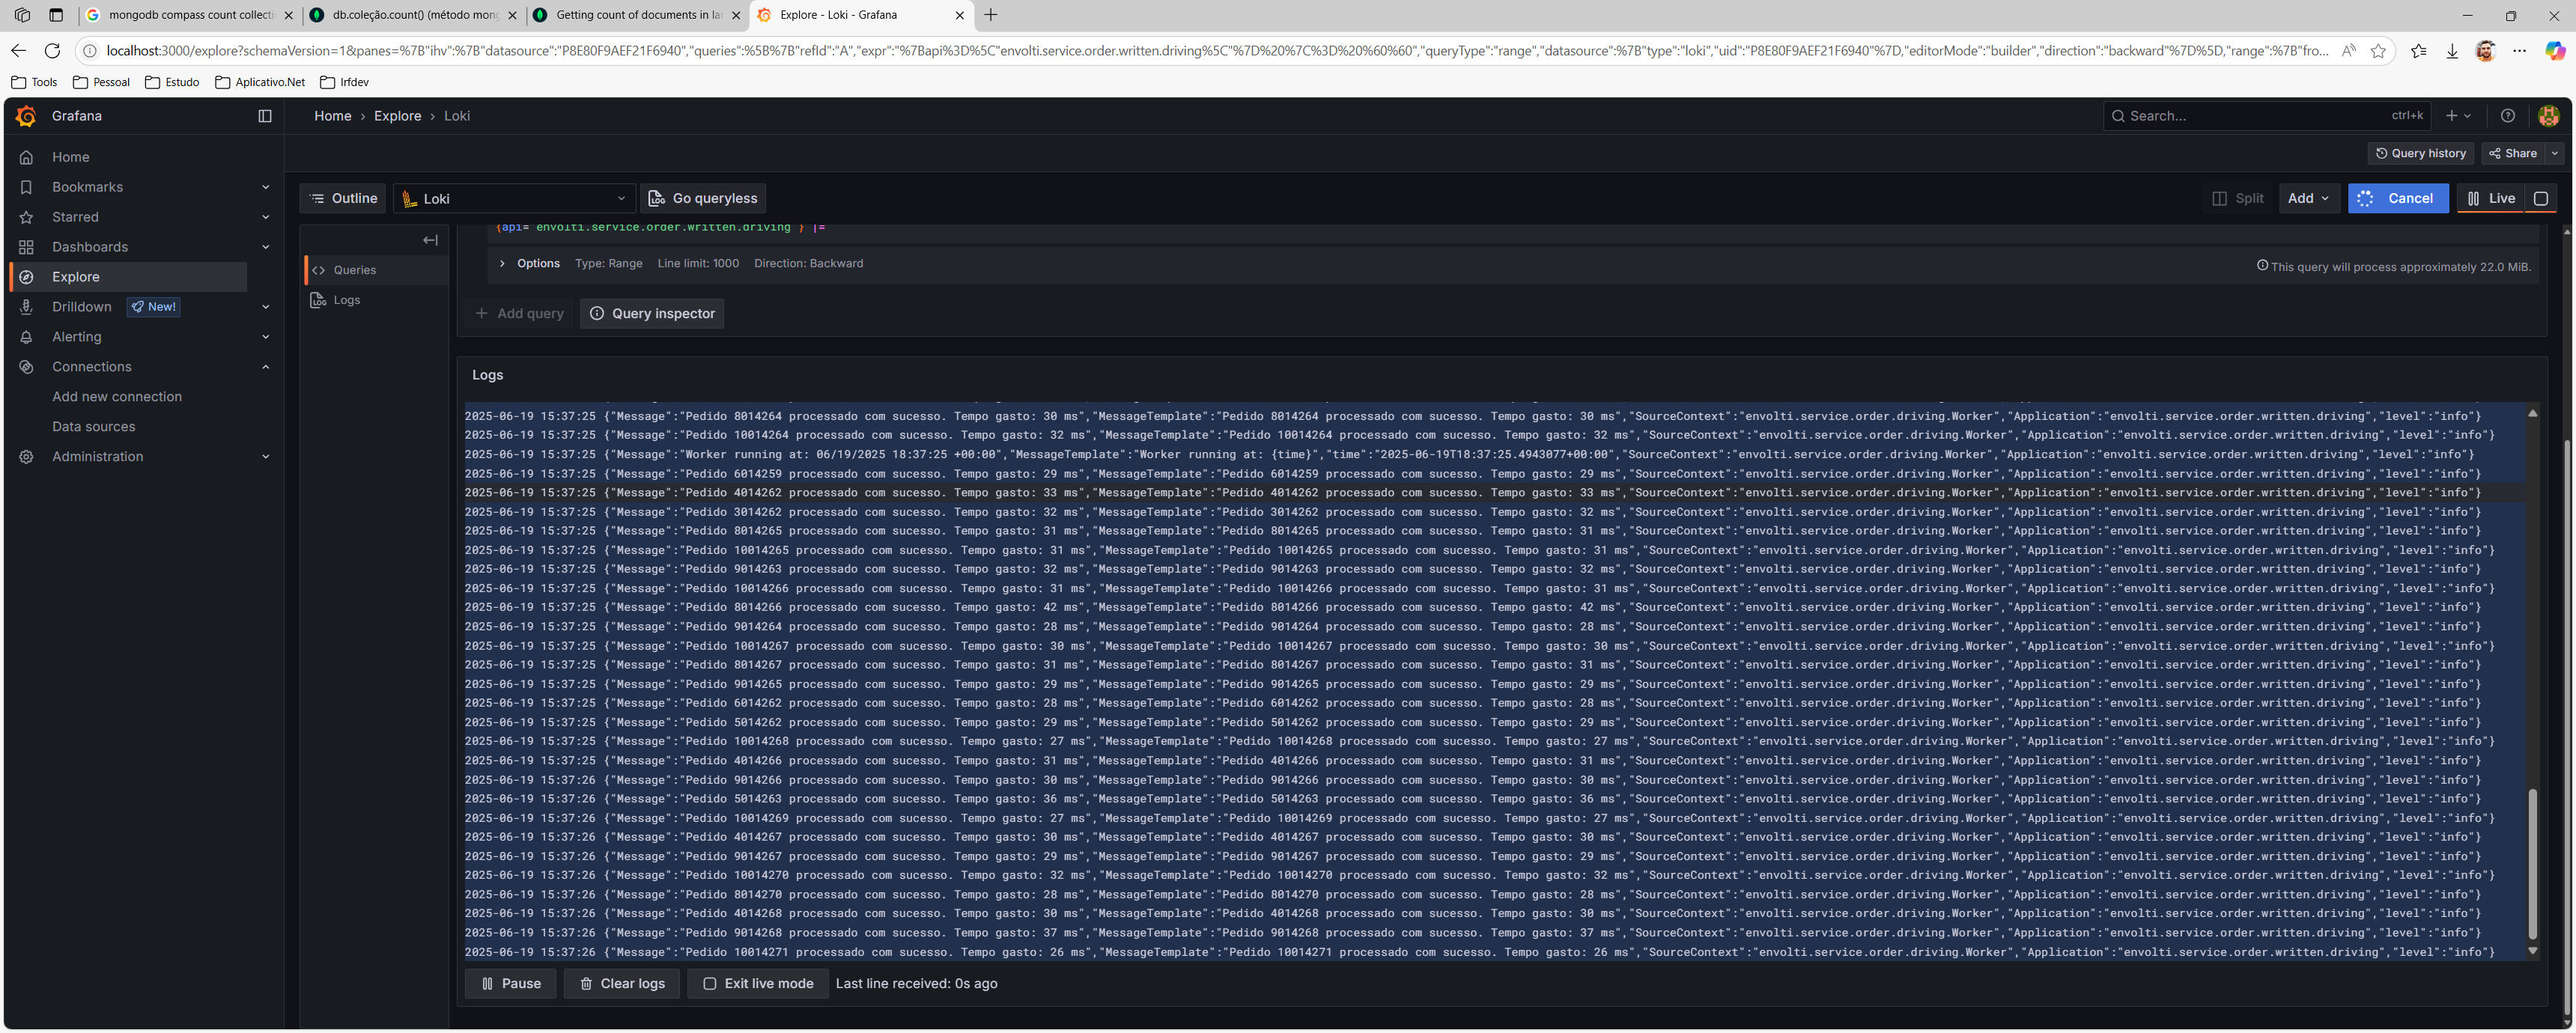 mongodb compass count collecti
db.coleção.count() (método mong
Getting count of documents in la
Explore - Loki - Grafana
localhost:3000/explore?schemaVersion=1&panes=%7B"ihv":%7B"datasource":"P8E80F9AEF21F6940","queries":%5B%7B"refId":"A","expr":"%7Bapi%3D%5C"envolti.service.order.written.driving%5C"%7D%20%7C%3D%20%60%60","queryType":"range","datasource":%7B"type":"loki","uid":"P8E80F9AEF21F6940"%7D,"editorMode":"builder","direction":"backward"%7D%5D,"range":%7B"fro...
Tools Pessoal Estudo Aplicativo.Net lrfdev
Grafana
Home › Explore › Loki
Search... ctrl+k
Home
Bookmarks
Starred
Dashboards
Explore
Drilldown New!
Alerting
Connections
Add new connection
Data sources
Administration
Query history Share
Outline Loki Go queryless Split Add Cancel Live
Queries
Logs
{api="envolti.service.order.written.driving"} |=
Options Type: Range Line limit: 1000 Direction: Backward This query will process approximately 22.0 MiB.
+ Add query Query inspector
Logs
2025-06-19 15:37:25 {"Message":"Pedido 8014264 processado com sucesso. Tempo gasto: 30 ms","MessageTemplate":"Pedido 8014264 processado com sucesso. Tempo gasto: 30 ms","SourceContext":"envolti.service.order.driving.Worker","Application":"envolti.service.order.written.driving","level":"info"}
2025-06-19 15:37:25 {"Message":"Pedido 10014264 processado com sucesso. Tempo gasto: 32 ms","MessageTemplate":"Pedido 10014264 processado com sucesso. Tempo gasto: 32 ms","SourceContext":"envolti.service.order.driving.Worker","Application":"envolti.service.order.written.driving","level":"info"}
2025-06-19 15:37:25 {"Message":"Worker running at: 06/19/2025 18:37:25 +00:00","MessageTemplate":"Worker running at: {time}","time":"2025-06-19T18:37:25.4943077+00:00","SourceContext":"envolti.service.order.driving.Worker","Application":"envolti.service.order.written.driving","level":"info"}
2025-06-19 15:37:25 {"Message":"Pedido 6014259 processado com sucesso. Tempo gasto: 29 ms","MessageTemplate":"Pedido 6014259 processado com sucesso. Tempo gasto: 29 ms","SourceContext":"envolti.service.order.driving.Worker","Application":"envolti.service.order.written.driving","level":"info"}
2025-06-19 15:37:25 {"Message":"Pedido 4014262 processado com sucesso. Tempo gasto: 33 ms","MessageTemplate":"Pedido 4014262 processado com sucesso. Tempo gasto: 33 ms","SourceContext":"envolti.service.order.driving.Worker","Application":"envolti.service.order.written.driving","level":"info"}
2025-06-19 15:37:25 {"Message":"Pedido 3014262 processado com sucesso. Tempo gasto: 32 ms","MessageTemplate":"Pedido 3014262 processado com sucesso. Tempo gasto: 32 ms","SourceContext":"envolti.service.order.driving.Worker","Application":"envolti.service.order.written.driving","level":"info"}
2025-06-19 15:37:25 {"Message":"Pedido 8014265 processado com sucesso. Tempo gasto: 31 ms","MessageTemplate":"Pedido 8014265 processado com sucesso. Tempo gasto: 31 ms","SourceContext":"envolti.service.order.driving.Worker","Application":"envolti.service.order.written.driving","level":"info"}
2025-06-19 15:37:25 {"Message":"Pedido 10014265 processado com sucesso. Tempo gasto: 31 ms","MessageTemplate":"Pedido 10014265 processado com sucesso. Tempo gasto: 31 ms","SourceContext":"envolti.service.order.driving.Worker","Application":"envolti.service.order.written.driving","level":"info"}
2025-06-19 15:37:25 {"Message":"Pedido 9014263 processado com sucesso. Tempo gasto: 32 ms","MessageTemplate":"Pedido 9014263 processado com sucesso. Tempo gasto: 32 ms","SourceContext":"envolti.service.order.driving.Worker","Application":"envolti.service.order.written.driving","level":"info"}
2025-06-19 15:37:25 {"Message":"Pedido 10014266 processado com sucesso. Tempo gasto: 31 ms","MessageTemplate":"Pedido 10014266 processado com sucesso. Tempo gasto: 31 ms","SourceContext":"envolti.service.order.driving.Worker","Application":"envolti.service.order.written.driving","level":"info"}
2025-06-19 15:37:25 {"Message":"Pedido 8014266 processado com sucesso. Tempo gasto: 42 ms","MessageTemplate":"Pedido 8014266 processado com sucesso. Tempo gasto: 42 ms","SourceContext":"envolti.service.order.driving.Worker","Application":"envolti.service.order.written.driving","level":"info"}
2025-06-19 15:37:25 {"Message":"Pedido 9014264 processado com sucesso. Tempo gasto: 28 ms","MessageTemplate":"Pedido 9014264 processado com sucesso. Tempo gasto: 28 ms","SourceContext":"envolti.service.order.driving.Worker","Application":"envolti.service.order.written.driving","level":"info"}
2025-06-19 15:37:25 {"Message":"Pedido 10014267 processado com sucesso. Tempo gasto: 30 ms","MessageTemplate":"Pedido 10014267 processado com sucesso. Tempo gasto: 30 ms","SourceContext":"envolti.service.order.driving.Worker","Application":"envolti.service.order.written.driving","level":"info"}
2025-06-19 15:37:25 {"Message":"Pedido 8014267 processado com sucesso. Tempo gasto: 31 ms","MessageTemplate":"Pedido 8014267 processado com sucesso. Tempo gasto: 31 ms","SourceContext":"envolti.service.order.driving.Worker","Application":"envolti.service.order.written.driving","level":"info"}
2025-06-19 15:37:25 {"Message":"Pedido 9014265 processado com sucesso. Tempo gasto: 29 ms","MessageTemplate":"Pedido 9014265 processado com sucesso. Tempo gasto: 29 ms","SourceContext":"envolti.service.order.driving.Worker","Application":"envolti.service.order.written.driving","level":"info"}
2025-06-19 15:37:25 {"Message":"Pedido 6014262 processado com sucesso. Tempo gasto: 28 ms","MessageTemplate":"Pedido 6014262 processado com sucesso. Tempo gasto: 28 ms","SourceContext":"envolti.service.order.driving.Worker","Application":"envolti.service.order.written.driving","level":"info"}
2025-06-19 15:37:25 {"Message":"Pedido 5014262 processado com sucesso. Tempo gasto: 29 ms","MessageTemplate":"Pedido 5014262 processado com sucesso. Tempo gasto: 29 ms","SourceContext":"envolti.service.order.driving.Worker","Application":"envolti.service.order.written.driving","level":"info"}
2025-06-19 15:37:25 {"Message":"Pedido 10014268 processado com sucesso. Tempo gasto: 27 ms","MessageTemplate":"Pedido 10014268 processado com sucesso. Tempo gasto: 27 ms","SourceContext":"envolti.service.order.driving.Worker","Application":"envolti.service.order.written.driving","level":"info"}
2025-06-19 15:37:25 {"Message":"Pedido 4014266 processado com sucesso. Tempo gasto: 31 ms","MessageTemplate":"Pedido 4014266 processado com sucesso. Tempo gasto: 31 ms","SourceContext":"envolti.service.order.driving.Worker","Application":"envolti.service.order.written.driving","level":"info"}
2025-06-19 15:37:26 {"Message":"Pedido 9014266 processado com sucesso. Tempo gasto: 30 ms","MessageTemplate":"Pedido 9014266 processado com sucesso. Tempo gasto: 30 ms","SourceContext":"envolti.service.order.driving.Worker","Application":"envolti.service.order.written.driving","level":"info"}
2025-06-19 15:37:26 {"Message":"Pedido 5014263 processado com sucesso. Tempo gasto: 36 ms","MessageTemplate":"Pedido 5014263 processado com sucesso. Tempo gasto: 36 ms","SourceContext":"envolti.service.order.driving.Worker","Application":"envolti.service.order.written.driving","level":"info"}
2025-06-19 15:37:26 {"Message":"Pedido 10014269 processado com sucesso. Tempo gasto: 27 ms","MessageTemplate":"Pedido 10014269 processado com sucesso. Tempo gasto: 27 ms","SourceContext":"envolti.service.order.driving.Worker","Application":"envolti.service.order.written.driving","level":"info"}
2025-06-19 15:37:26 {"Message":"Pedido 4014267 processado com sucesso. Tempo gasto: 30 ms","MessageTemplate":"Pedido 4014267 processado com sucesso. Tempo gasto: 30 ms","SourceContext":"envolti.service.order.driving.Worker","Application":"envolti.service.order.written.driving","level":"info"}
2025-06-19 15:37:26 {"Message":"Pedido 9014267 processado com sucesso. Tempo gasto: 29 ms","MessageTemplate":"Pedido 9014267 processado com sucesso. Tempo gasto: 29 ms","SourceContext":"envolti.service.order.driving.Worker","Application":"envolti.service.order.written.driving","level":"info"}
2025-06-19 15:37:26 {"Message":"Pedido 10014270 processado com sucesso. Tempo gasto: 32 ms","MessageTemplate":"Pedido 10014270 processado com sucesso. Tempo gasto: 32 ms","SourceContext":"envolti.service.order.driving.Worker","Application":"envolti.service.order.written.driving","level":"info"}
2025-06-19 15:37:26 {"Message":"Pedido 8014270 processado com sucesso. Tempo gasto: 28 ms","MessageTemplate":"Pedido 8014270 processado com sucesso. Tempo gasto: 28 ms","SourceContext":"envolti.service.order.driving.Worker","Application":"envolti.service.order.written.driving","level":"info"}
2025-06-19 15:37:26 {"Message":"Pedido 4014268 processado com sucesso. Tempo gasto: 30 ms","MessageTemplate":"Pedido 4014268 processado com sucesso. Tempo gasto: 30 ms","SourceContext":"envolti.service.order.driving.Worker","Application":"envolti.service.order.written.driving","level":"info"}
2025-06-19 15:37:26 {"Message":"Pedido 9014268 processado com sucesso. Tempo gasto: 37 ms","MessageTemplate":"Pedido 9014268 processado com sucesso. Tempo gasto: 37 ms","SourceContext":"envolti.service.order.driving.Worker","Application":"envolti.service.order.written.driving","level":"info"}
2025-06-19 15:37:26 {"Message":"Pedido 10014271 processado com sucesso. Tempo gasto: 26 ms","MessageTemplate":"Pedido 10014271 processado com sucesso. Tempo gasto: 26 ms","SourceContext":"envolti.service.order.driving.Worker","Application":"envolti.service.order.written.driving","level":"info"}
Pause Clear logs Exit live mode Last line received: 0s ago